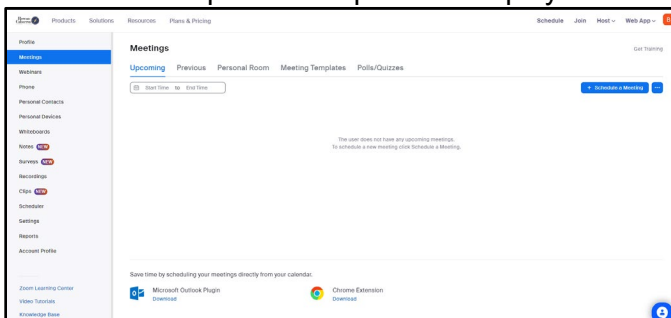 Products Solutions Resources Plans & Pricing Schedule Join Host Web App
Profile
Meetings
Webinars
Phone
Personal Contacts
Personal Devices
Whiteboards
Notes NEW
Surveys NEW
Recordings
Clips NEW
Scheduler
Settings
Reports
Account Profile
Zoom Learning Center
Video Tutorials
Knowledge Base
Meetings
Get Training
Upcoming Previous Personal Room Meeting Templates Polls/Quizzes
Start Time to End Time
+ Schedule a Meeting ...
The user does not have any upcoming meetings.
To schedule a new meeting click Schedule a Meeting.
Save time by scheduling your meetings directly from your calendar.
Microsoft Outlook Plugin
Download
Chrome Extension
Download